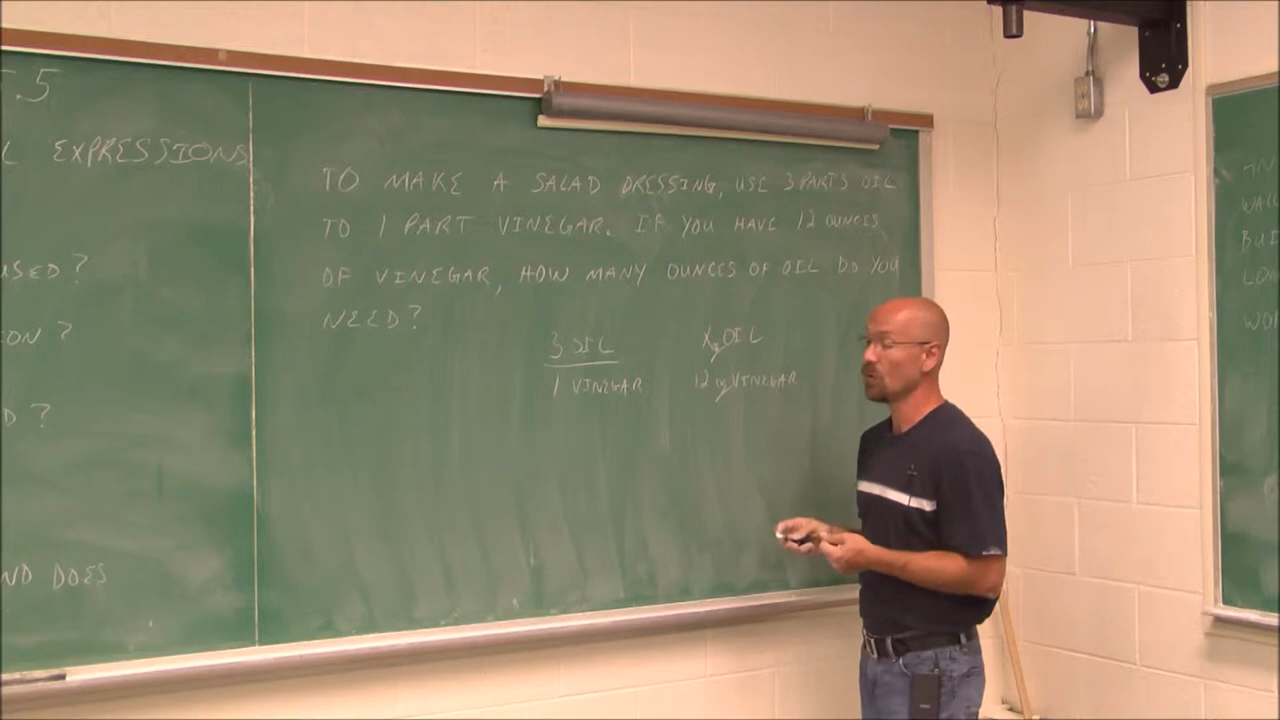 .5
L EXPRESSIONS
USED?
ON?
D?
ND DOES
TO MAKE A SALAD DRESSING, USE 3 PARTS OIL
TO 1 PART VINEGAR. IF YOU HAVE 12 OUNCES
OF VINEGAR, HOW MANY OUNCES OF OIL DO YOU
NEED?
3 OIL
1 VINEGAR
X oz OIL
12 oz VINEGAR